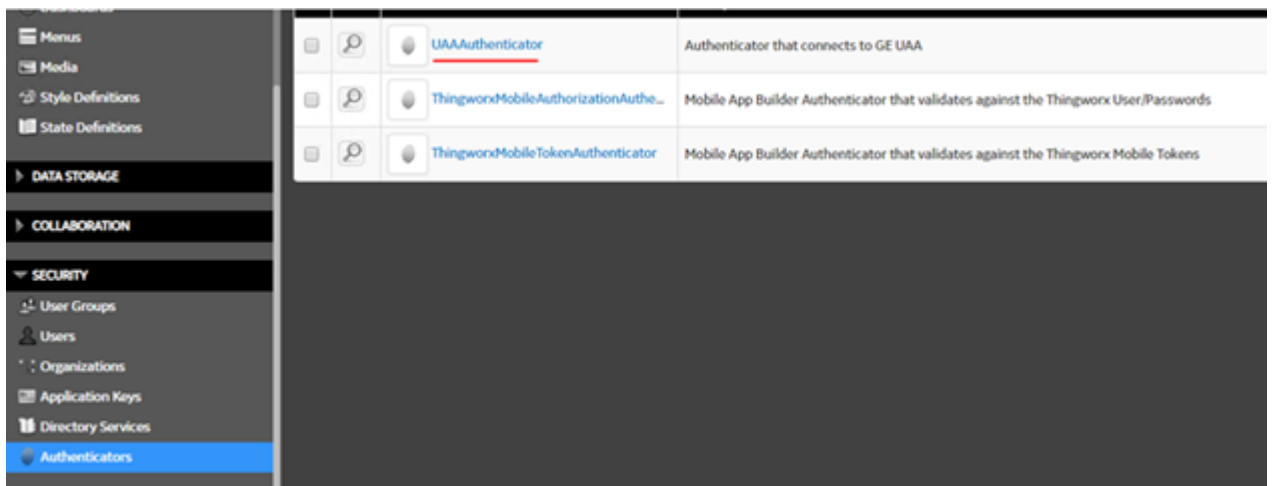 Menus
Media
Style Definitions
State Definitions
DATA STORAGE
COLLABORATION
SECURITY
User Groups
Users
Organizations
Application Keys
Directory Services
Authenticators
UAAAuthenticator Authenticator that connects to GE UAA
ThingworxMobileAuthorizationAuthe... Mobile App Builder Authenticator that validates against the Thingworx User/Passwords
ThingworxMobileTokenAuthenticator Mobile App Builder Authenticator that validates against the Thingworx Mobile Tokens